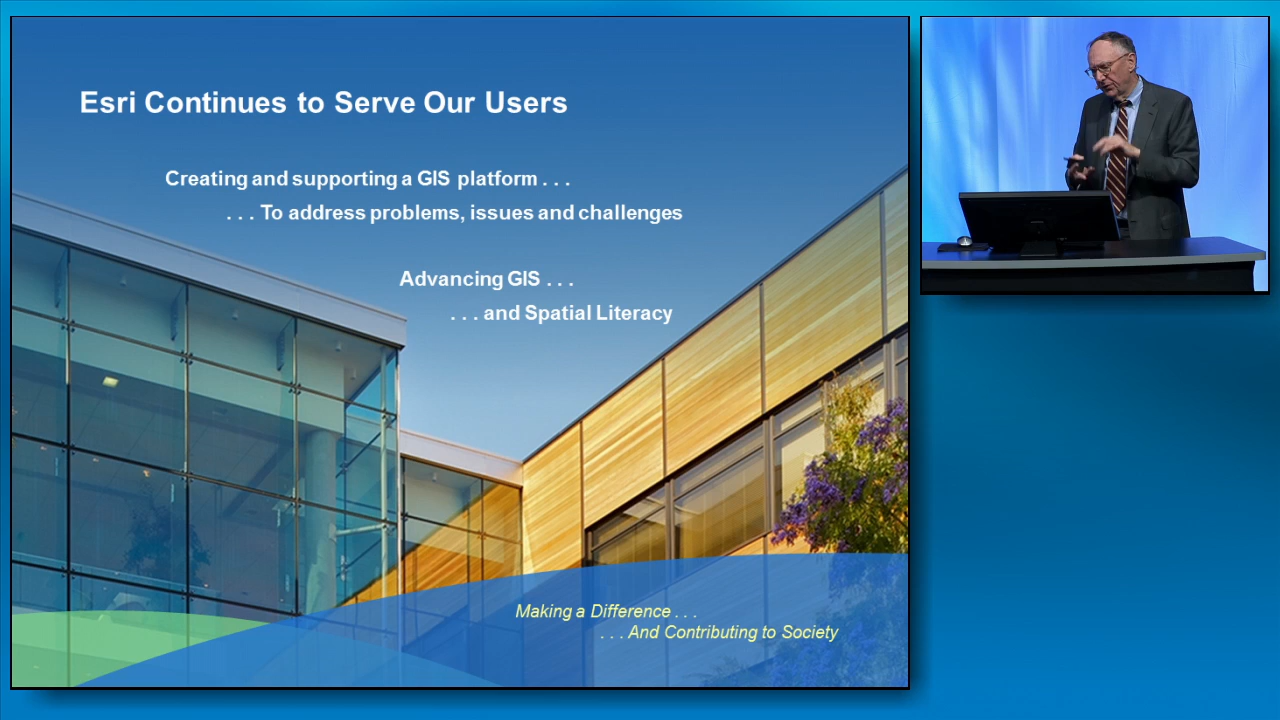 Esri Continues to Serve Our Users
Creating and supporting a GIS platform . . .
. . . To address problems, issues and challenges
Advancing GIS . . .
. . . and Spatial Literacy
Making a Difference . . .
. . . And Contributing to Society